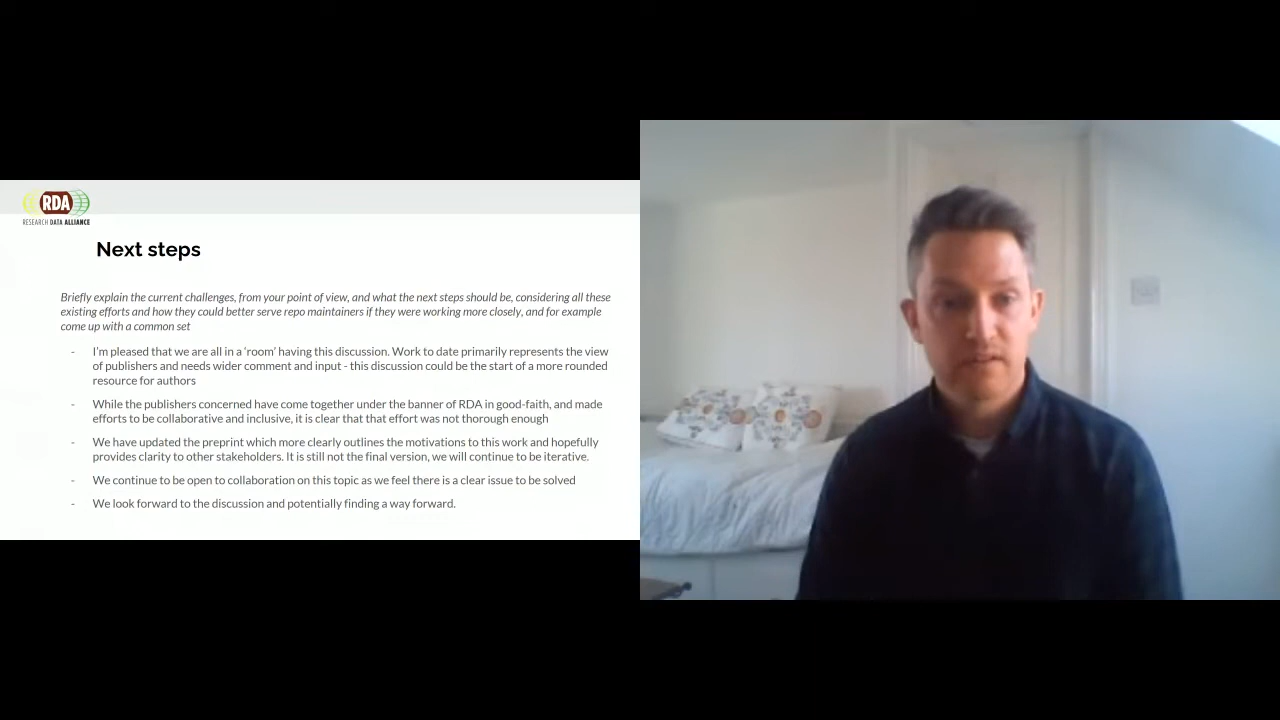 RDA
RESEARCH DATA ALLIANCE
Next steps
Briefly explain the current challenges, from your point of view, and what the next steps should be, considering all these
existing efforts and how they could better serve repo maintainers if they were working more closely, and for example
come up with a common set
- I'm pleased that we are all in a 'room' having this discussion. Work to date primarily represents the view
of publishers and needs wider comment and input - this discussion could be the start of a more rounded
resource for authors
- While the publishers concerned have come together under the banner of RDA in good-faith, and made
efforts to be collaborative and inclusive, it is clear that that effort was not thorough enough
- We have updated the preprint which more clearly outlines the motivations to this work and hopefully
provides clarity to other stakeholders. It is still not the final version, we will continue to be iterative.
- We continue to be open to collaboration on this topic as we feel there is a clear issue to be solved
- We look forward to the discussion and potentially finding a way forward.